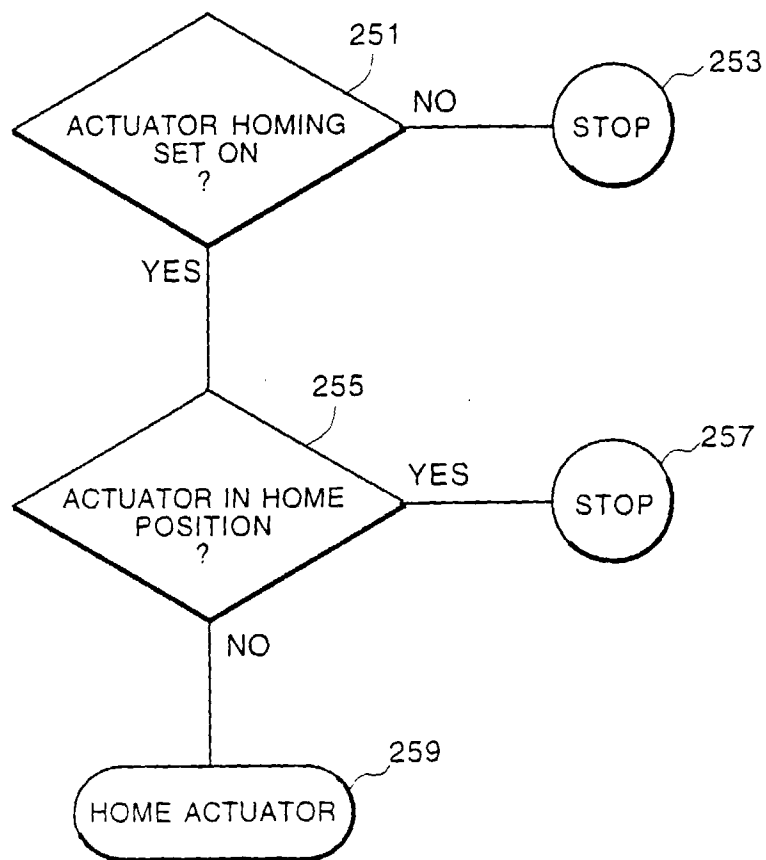 251
253
ACTUATOR HOMING
SET ON
?
NO
STOP
YES
255
257
ACTUATOR IN HOME
POSITION
?
YES
STOP
NO
259
HOME ACTUATOR